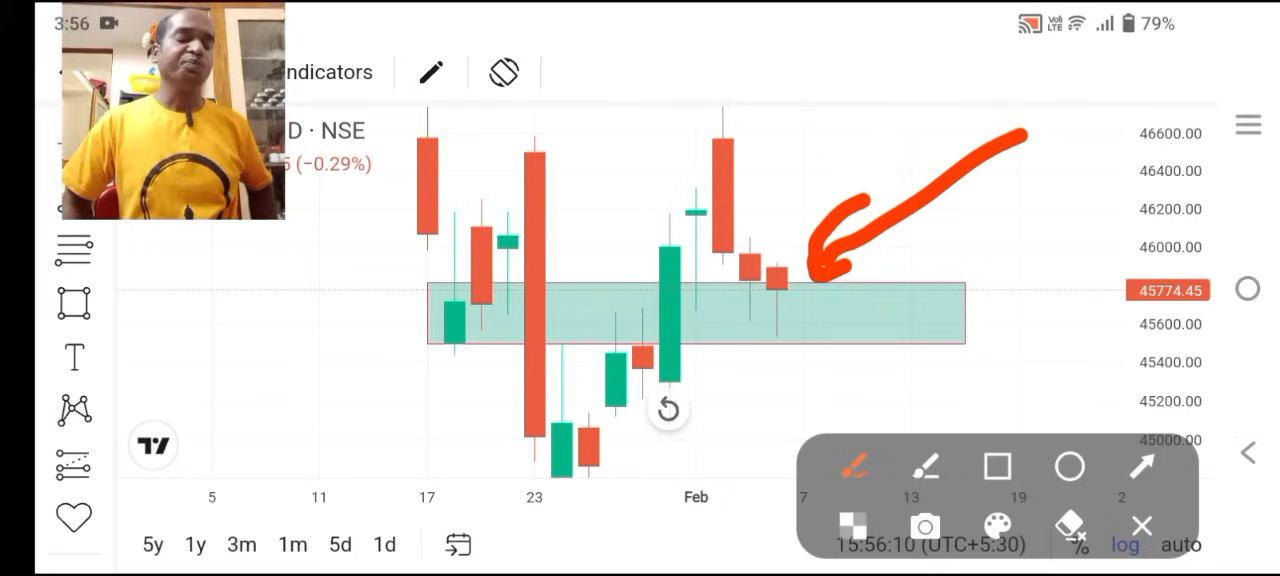 3:56
Vo)
LTE
79%
ndicators
D · NSE
5 (−0.29%)
46600.00
46400.00
46200.00
46000.00
45774.45
45600.00
45400.00
45200.00
45000.00
T
5 11 17 23 Feb 7 13 19 2
5y 1y 3m 1m 5d 1d 15:56:10 (UTC+5:30) % log auto